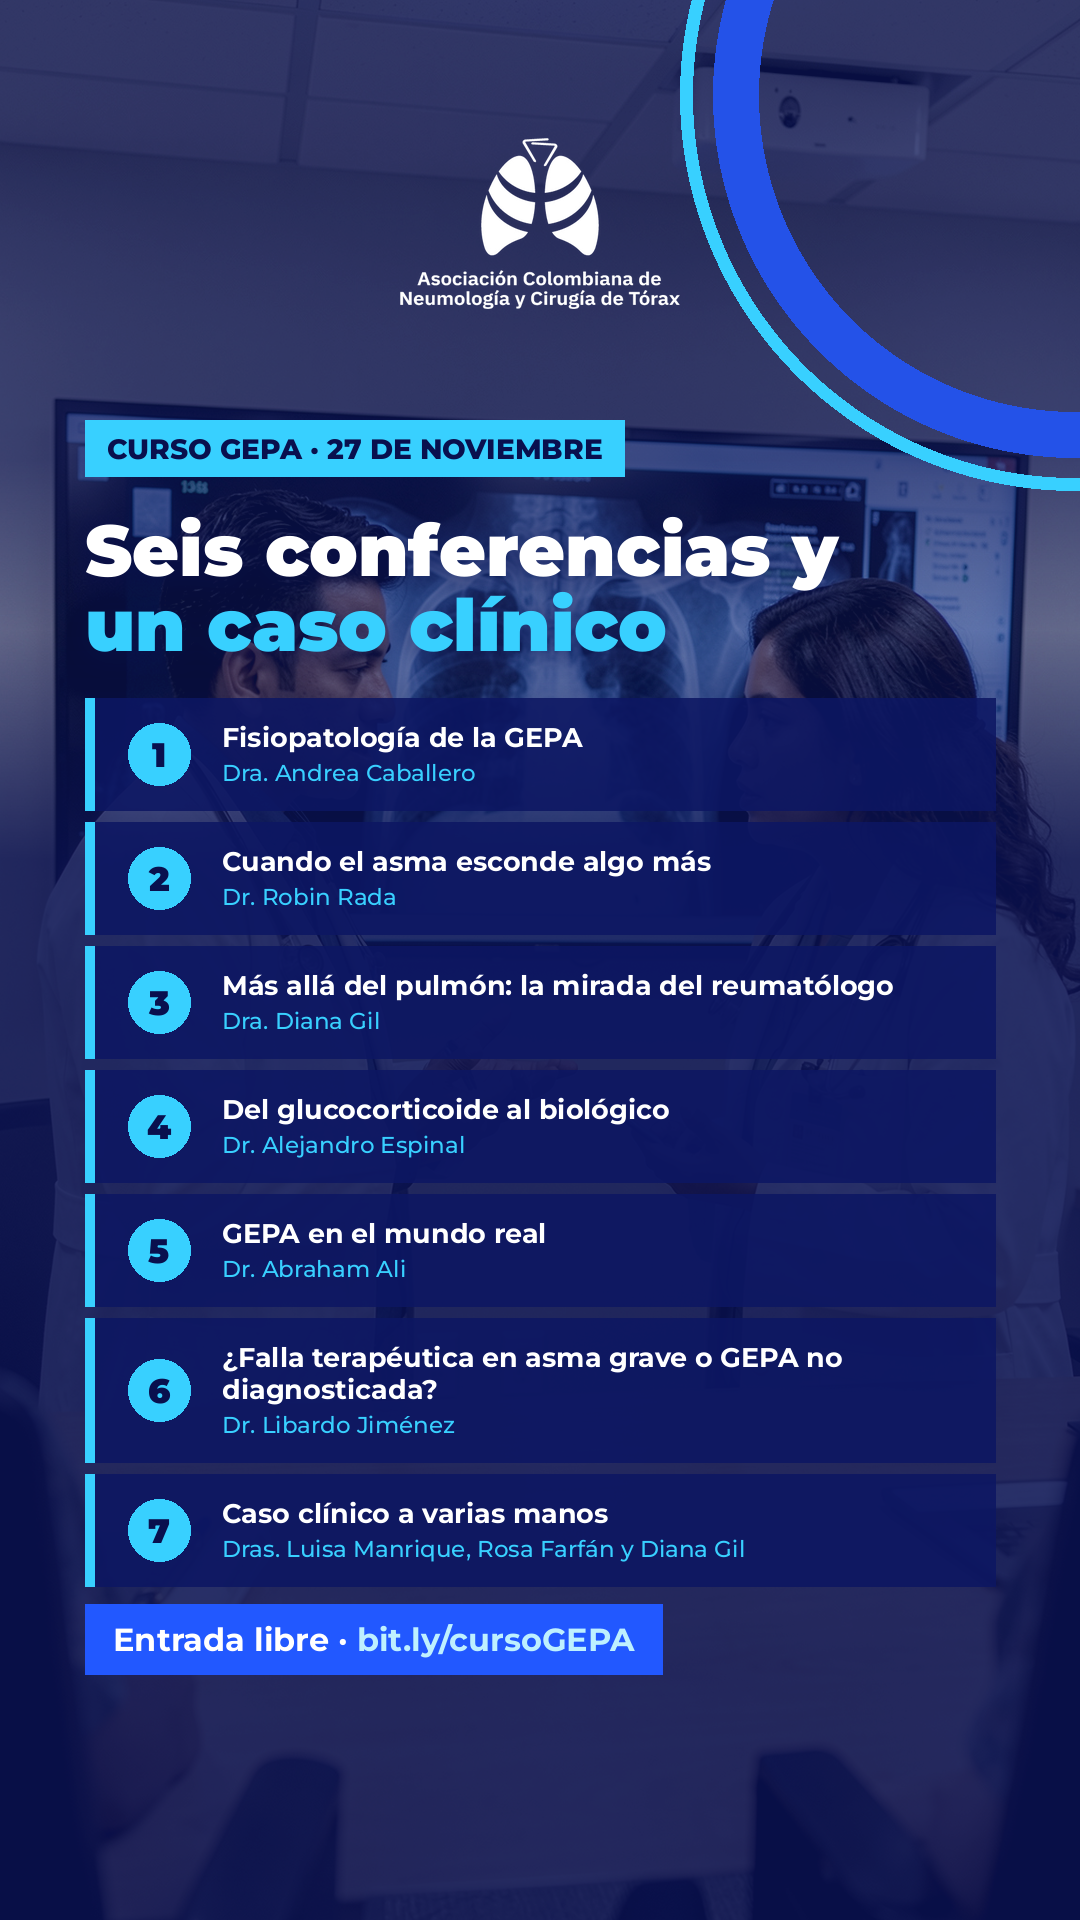 Asociación Colombiana de
Neumología y Cirugía de Tórax
CURSO GEPA · 27 DE NOVIEMBRE
Seis conferencias y
un caso clínico
1
Fisiopatología de la GEPA
Dra. Andrea Caballero
2
Cuando el asma esconde algo más
Dr. Robin Rada
3
Más allá del pulmón: la mirada del reumatólogo
Dra. Diana Gil
4
Del glucocorticoide al biológico
Dr. Alejandro Espinal
5
GEPA en el mundo real
Dr. Abraham Ali
6
¿Falla terapéutica en asma grave o GEPA no
diagnosticada?
Dr. Libardo Jiménez
7
Caso clínico a varias manos
Dras. Luisa Manrique, Rosa Farfán y Diana Gil
Entrada libre · bit.ly/cursoGEPA